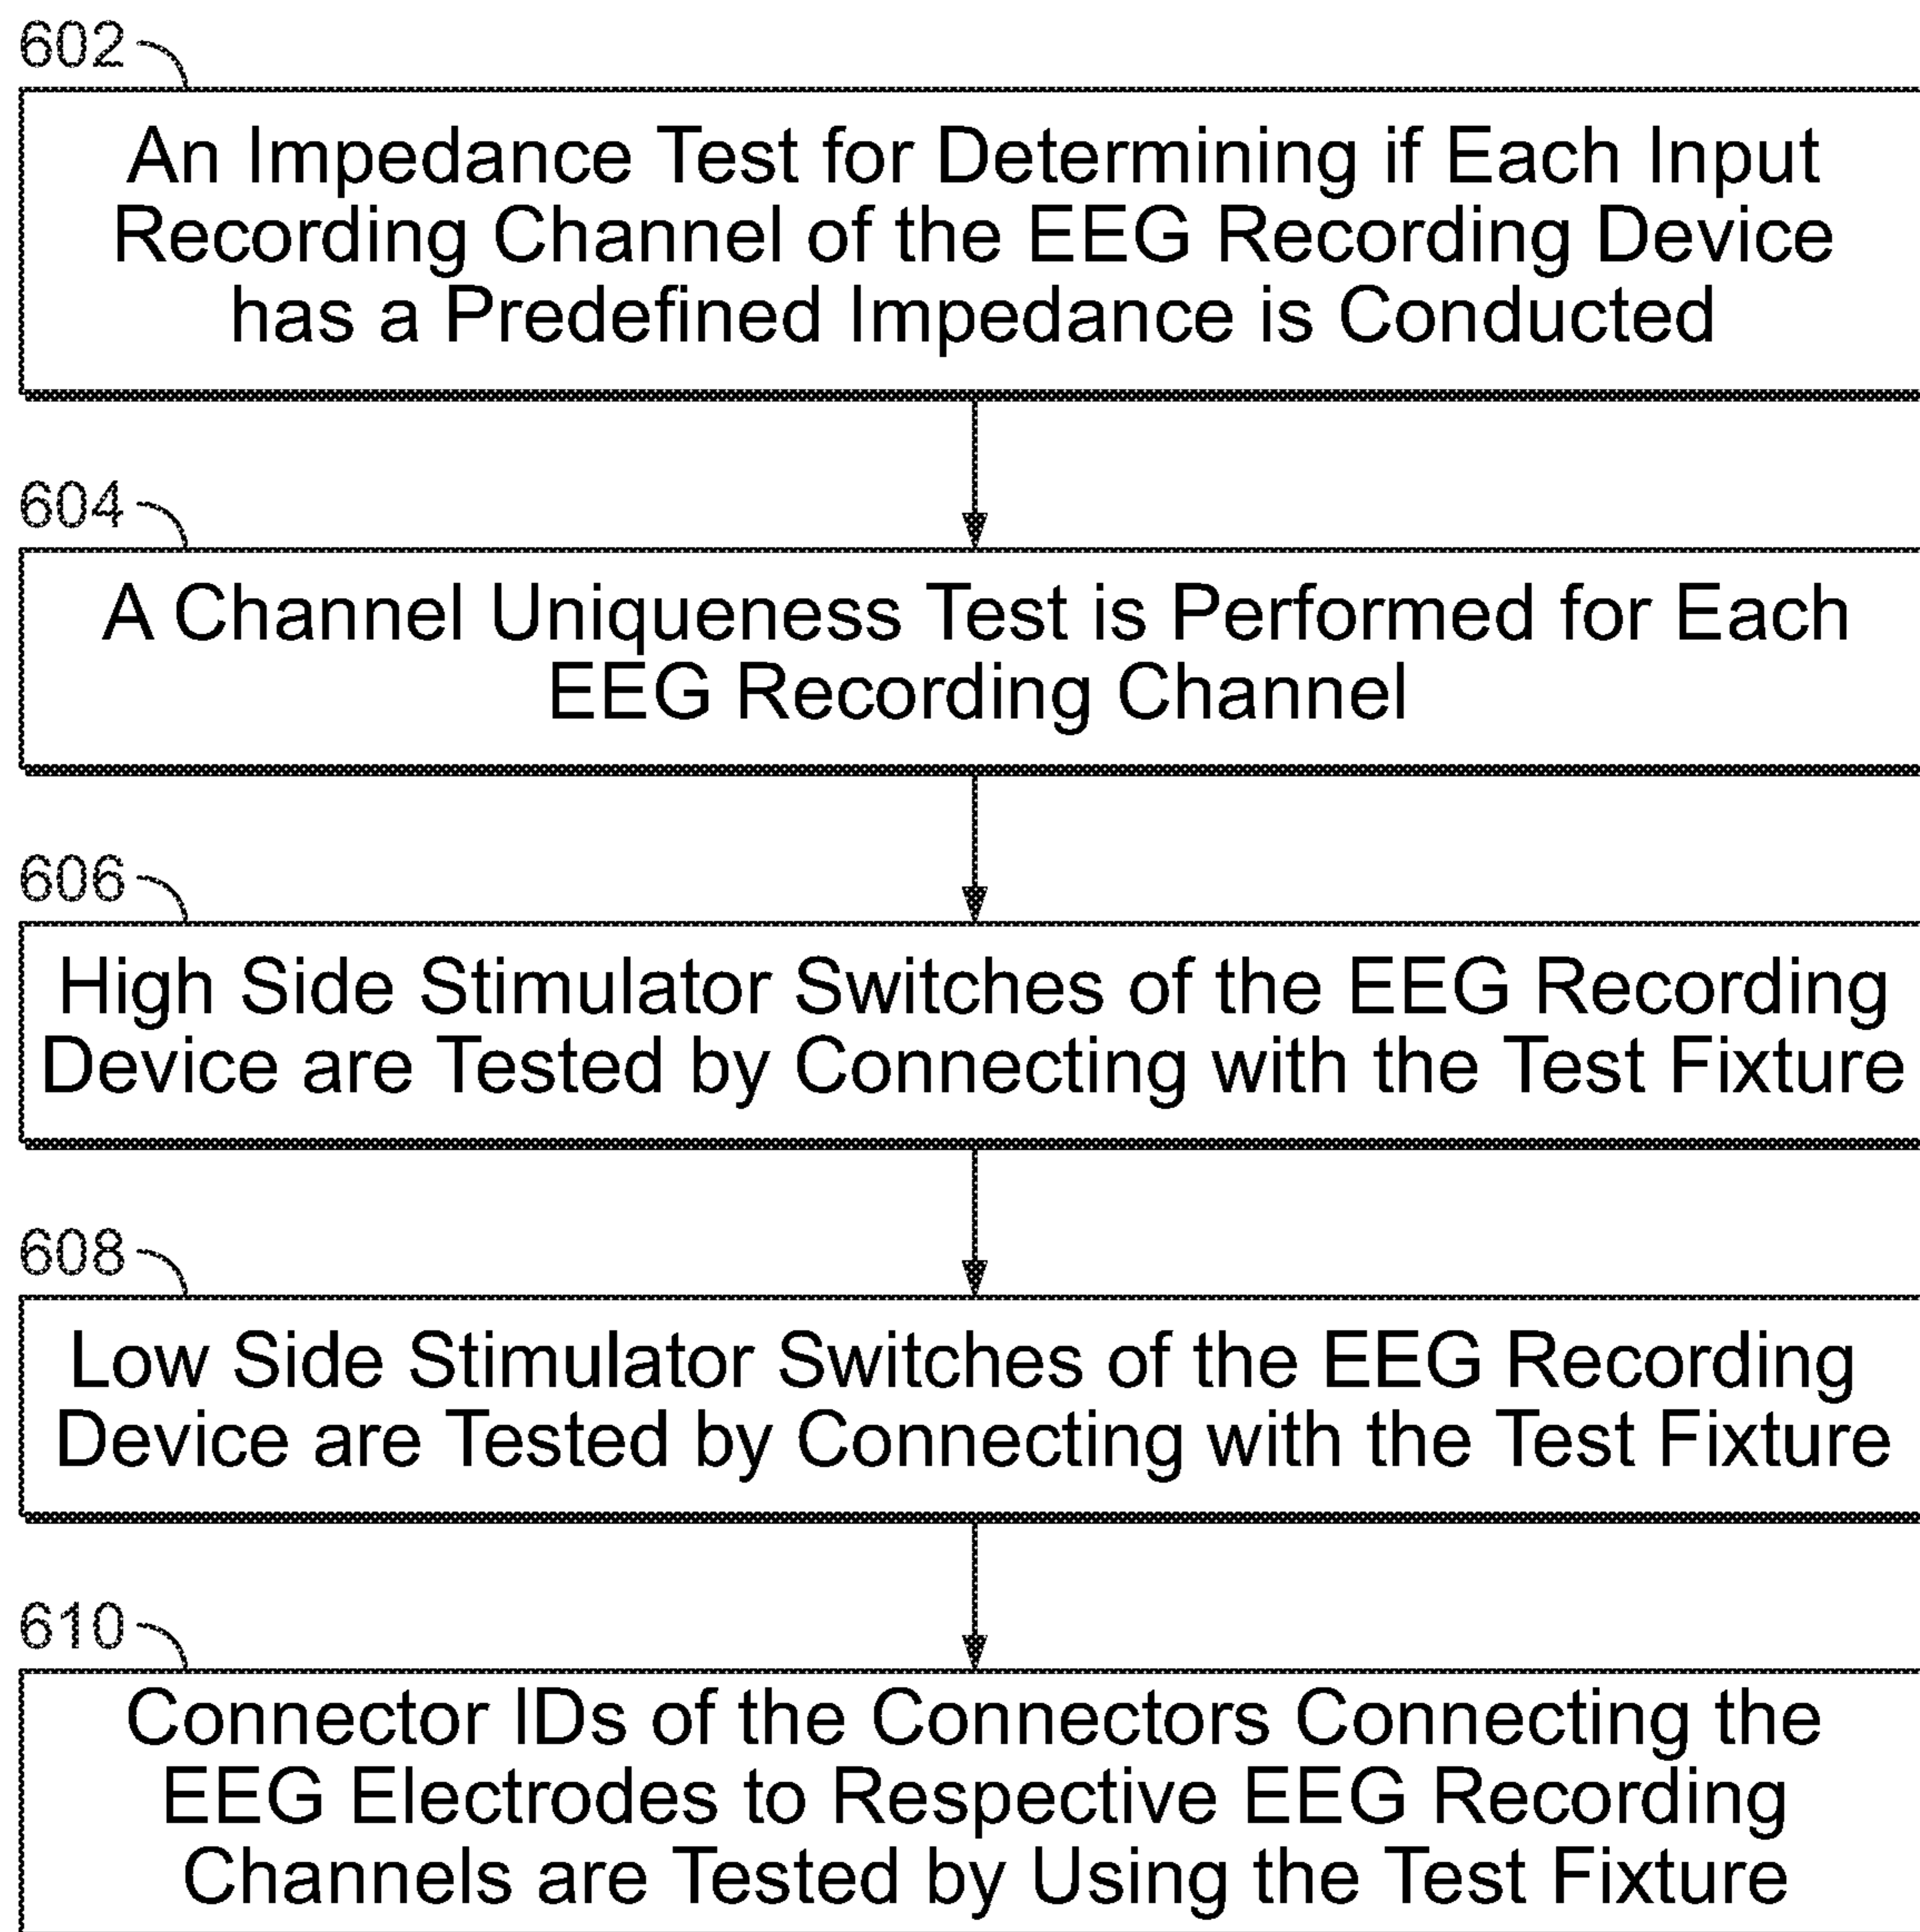 602
An Impedance Test for Determining if Each Input
Recording Channel of the EEG Recording Device
has a Predefined Impedance is Conducted
604
A Channel Uniqueness Test is Performed for Each
EEG Recording Channel
606
High Side Stimulator Switches of the EEG Recording
Device are Tested by Connecting with the Test Fixture
608
Low Side Stimulator Switches of the EEG Recording
Device are Tested by Connecting with the Test Fixture
610
Connector IDs of the Connectors Connecting the
EEG Electrodes to Respective EEG Recording
Channels are Tested by Using the Test Fixture